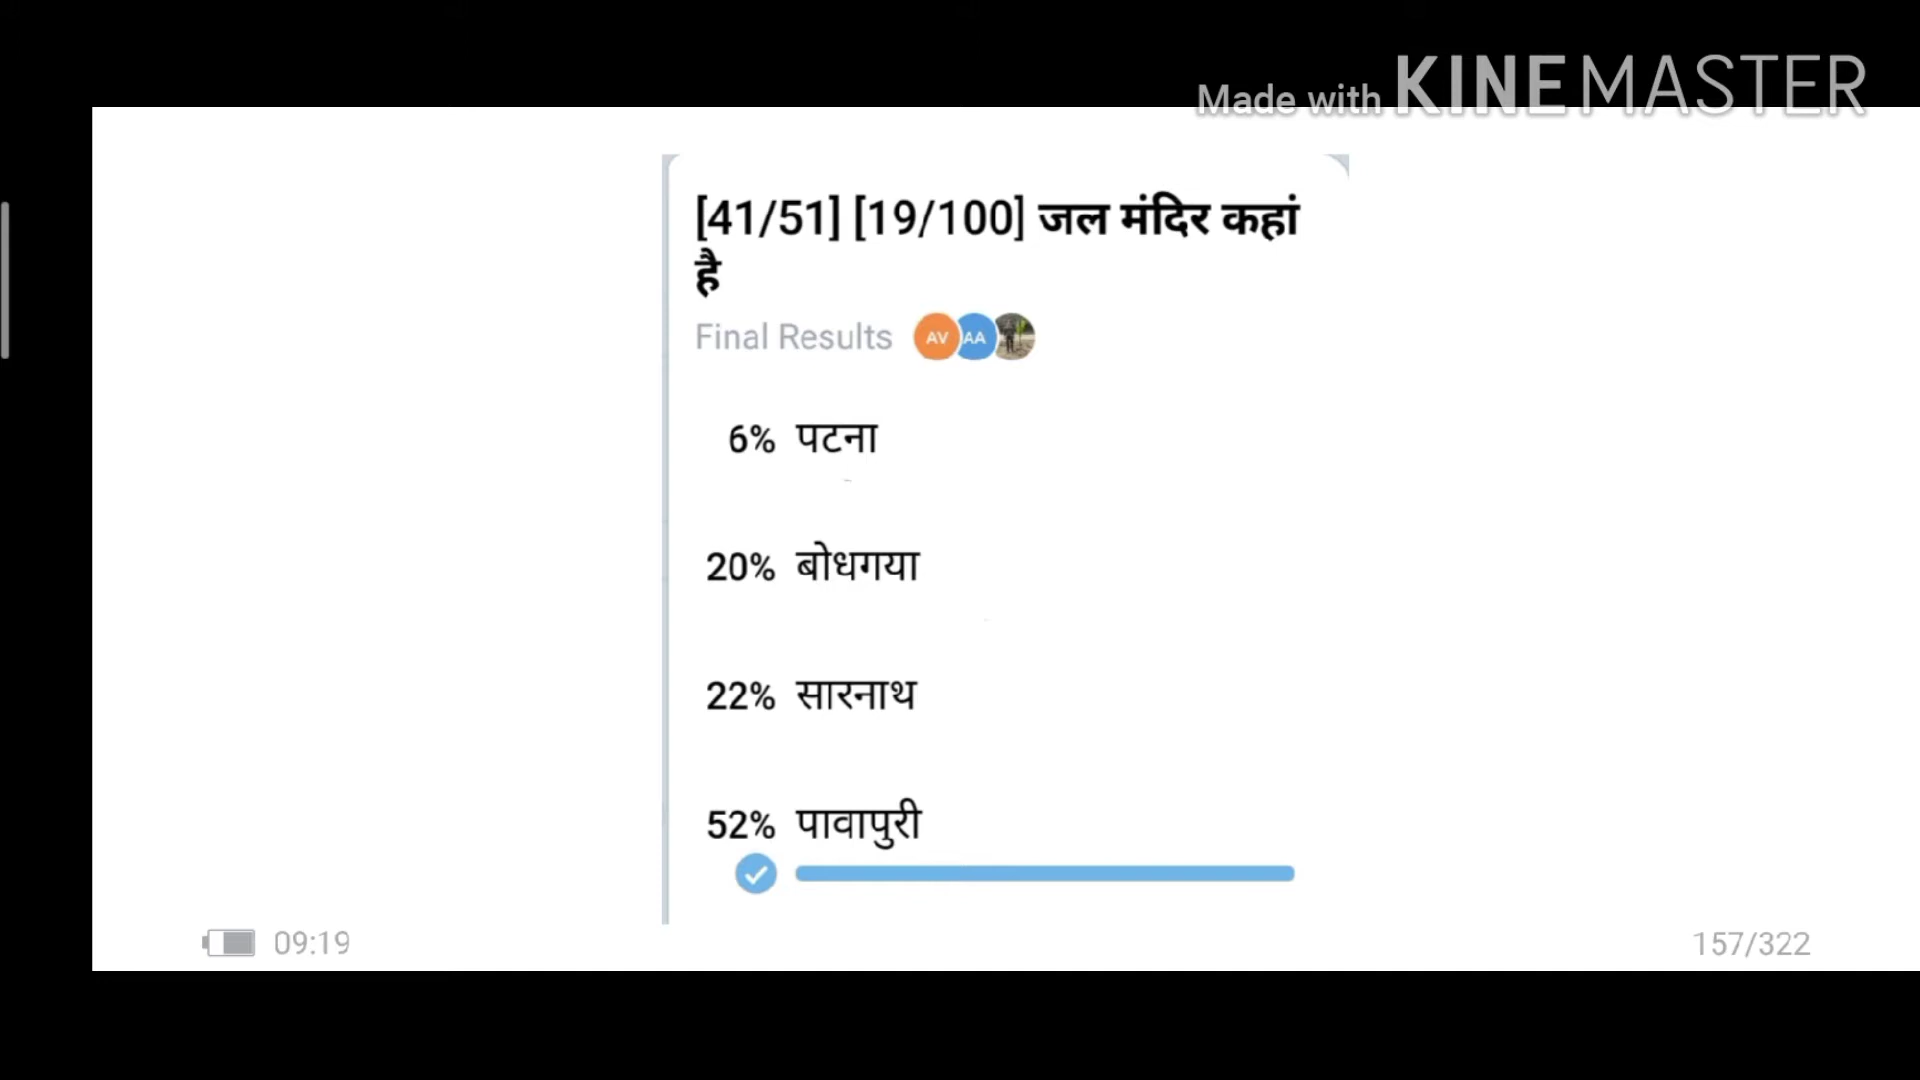 Made with KINEMASTER
[41/51] [19/100] जल मंदिर कहां
है
Final Results AV AA
6% पटना
20% बोधगया
22% सारनाथ
52% पावापुरी
09:19
157/322